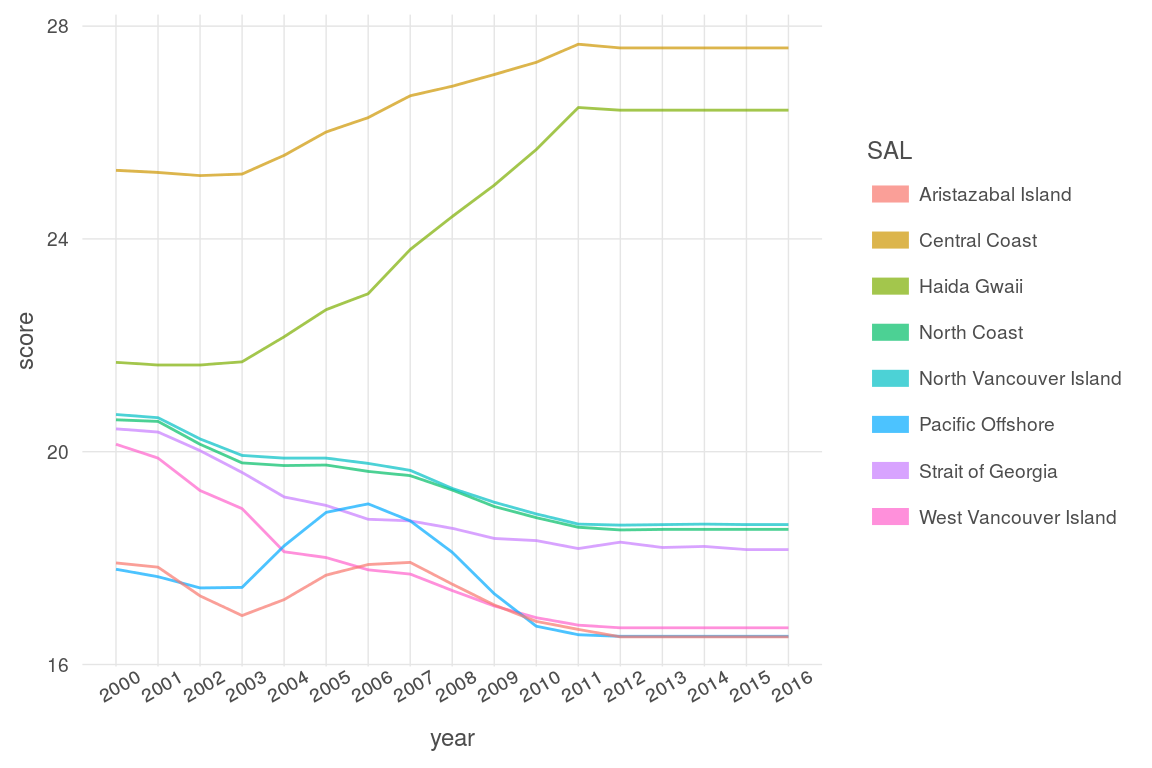 28
24
20
16
score
2000 2001 2002 2003 2004 2005 2006 2007 2008 2009 2010 2011 2012 2013 2014 2015 2016
year
SAL
Aristazabal Island
Central Coast
Haida Gwaii
North Coast
North Vancouver Island
Pacific Offshore
Strait of Georgia
West Vancouver Island